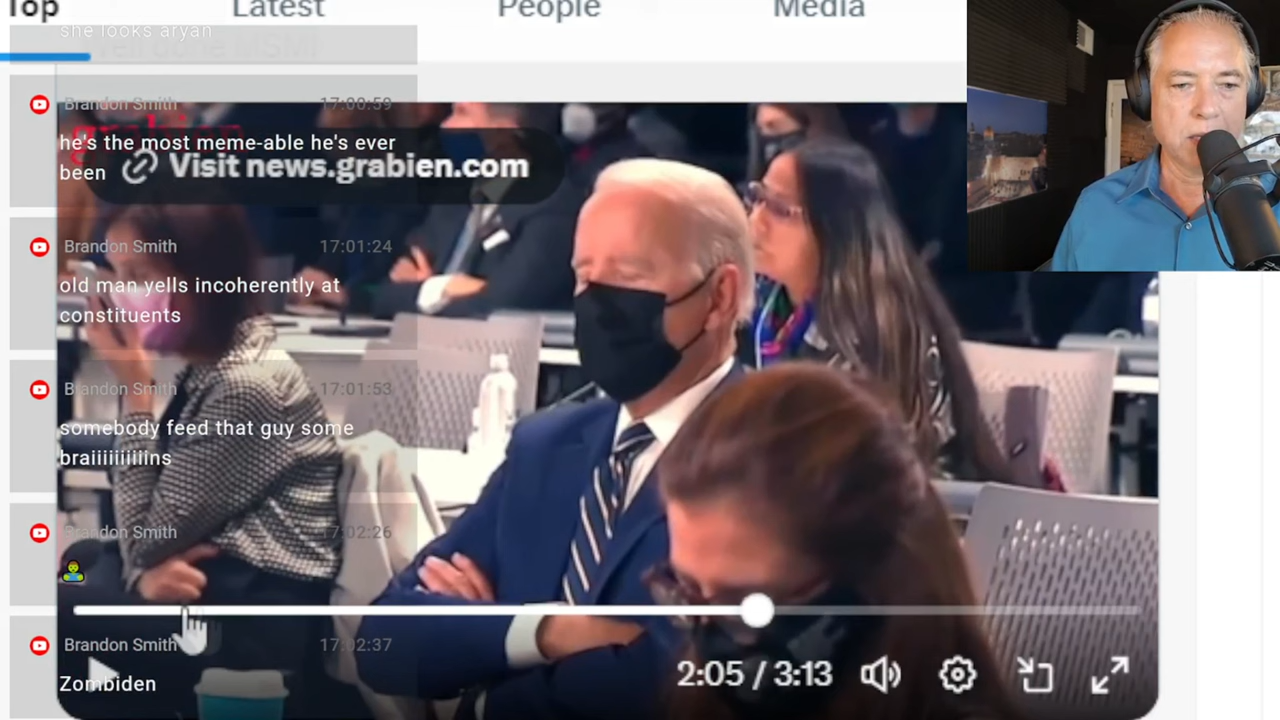 Top Latest People Media
she looks aryan
Brandon Smith 17:00:59
grabien
he's the most meme-able he's ever
been
Visit news.grabien.com
Brandon Smith 17:01:24
old man yells incoherently at
constituents
Brandon Smith 17:01:53
somebody feed that guy some
braiiiiiiiiiins
Brandon Smith 17:02:26
Brandon Smith 17:02:37
Zombiden
2:05 / 3:13